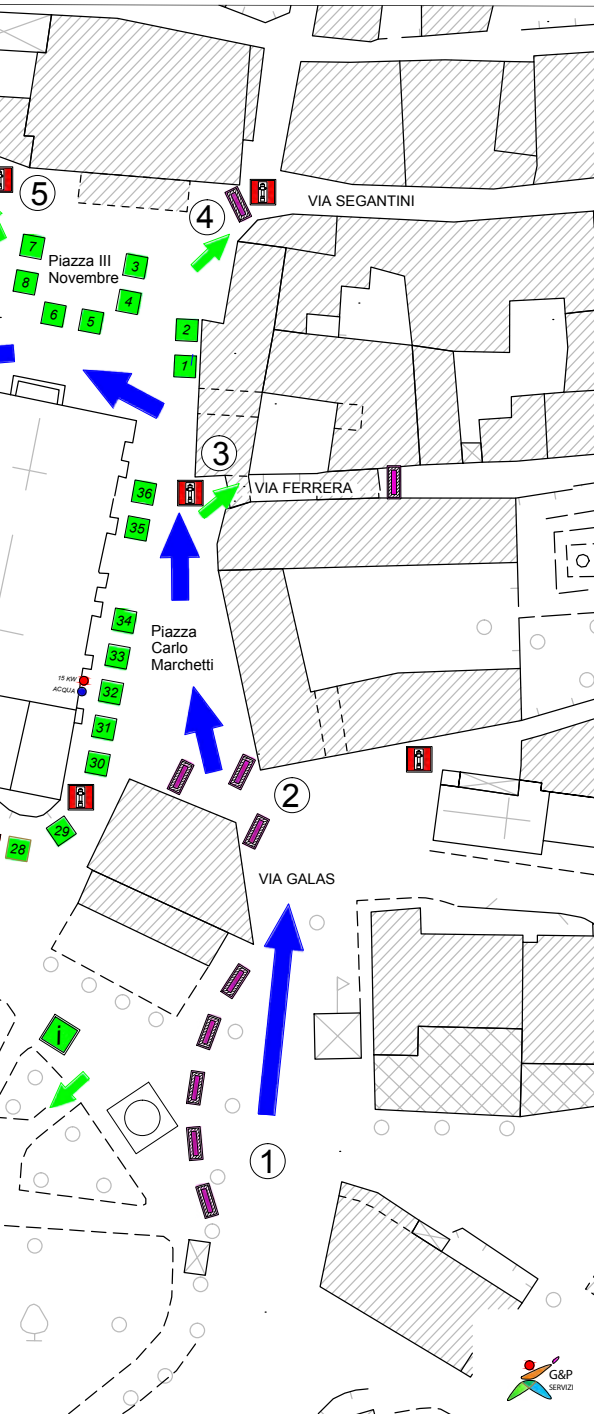 5
VIA SEGANTINI
4
7
Piazza III
Novembre
3
8
4
6
5
2
1
3
36
VIA FERRERA
35
34
Piazza
Carlo
Marchetti
33
15 KW
ACQUA
32
31
30
2
29
28
VIA GALAS
i
1
G&P
SERVIZI